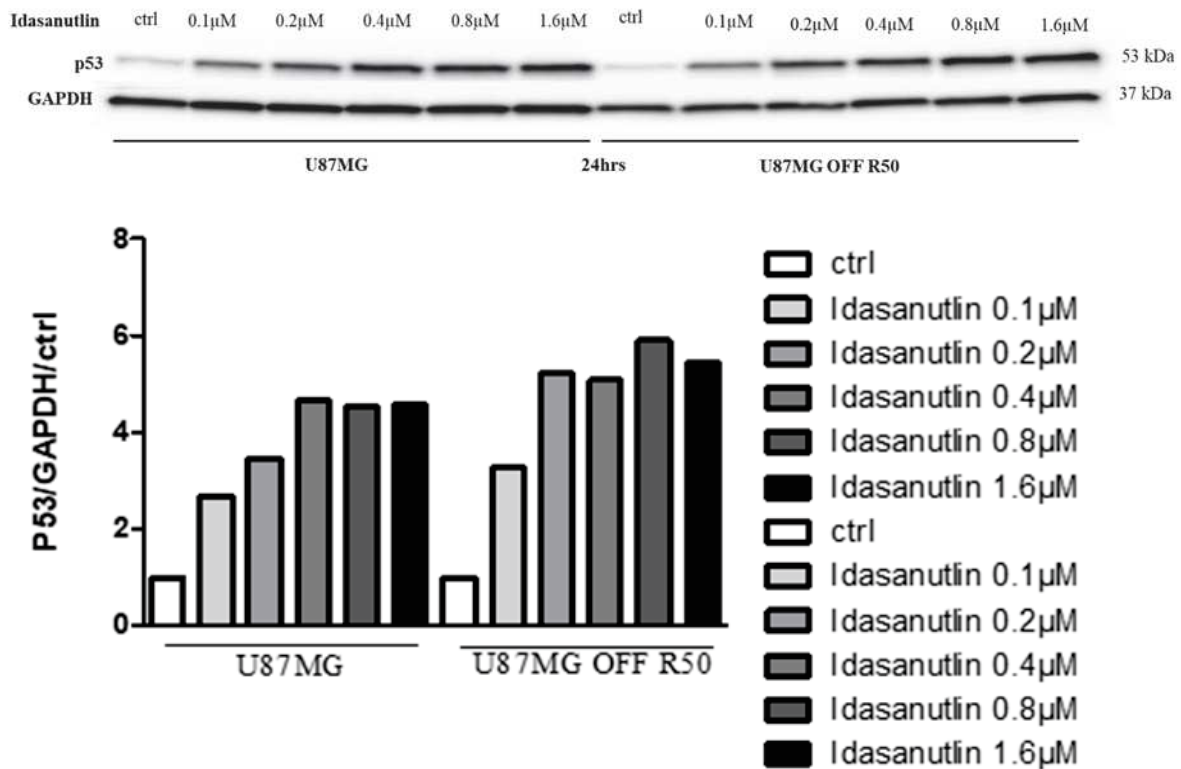 Idasanutlin ctrl 0.1µM 0.2µM 0.4µM 0.8µM 1.6µM ctrl 0.1µM 0.2µM 0.4µM 0.8µM 1.6µM
p53 53 kDa
GAPDH 37 kDa
U87MG 24hrs U87MG OFF R50
P53/GAPDH/ctrl
8
6
4
2
0
U87MG U87MG OFF R50
ctrl
Idasanutlin 0.1µM
Idasanutlin 0.2µM
Idasanutlin 0.4µM
Idasanutlin 0.8µM
Idasanutlin 1.6µM
ctrl
Idasanutlin 0.1µM
Idasanutlin 0.2µM
Idasanutlin 0.4µM
Idasanutlin 0.8µM
Idasanutlin 1.6µM